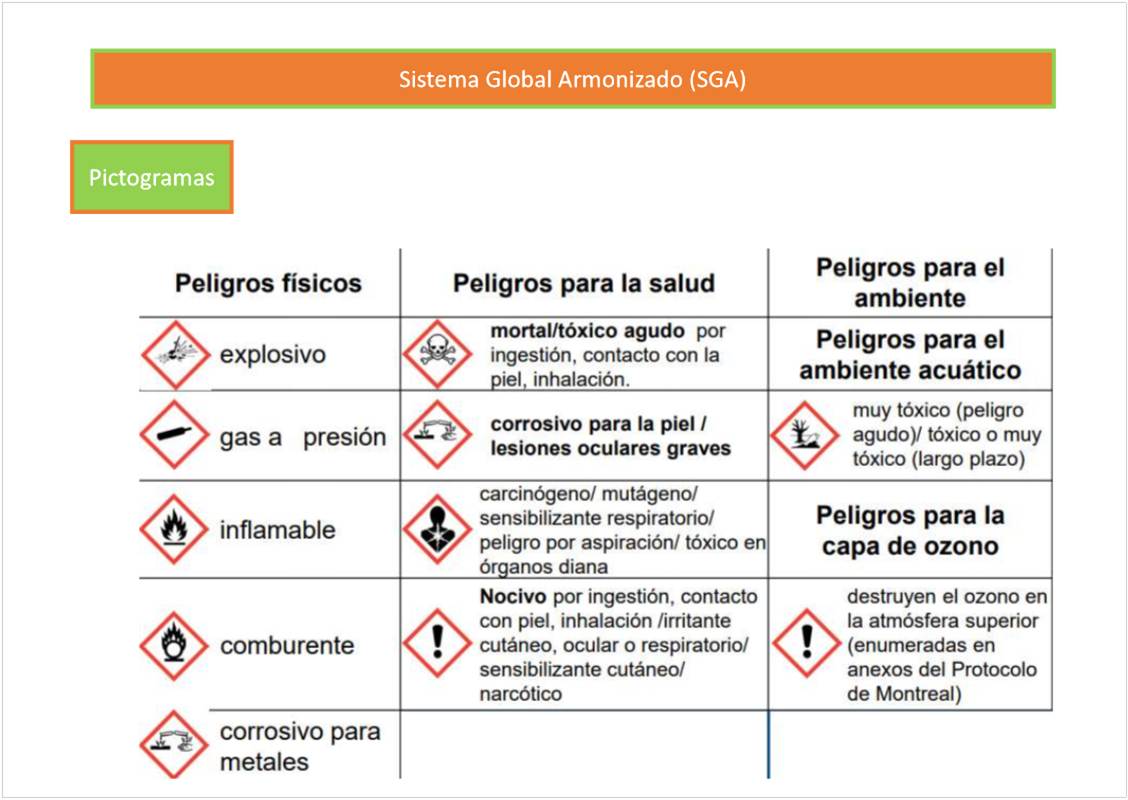 Sistema Global Armonizado (SGA)
Pictogramas
Peligros físicos
Peligros para la salud
Peligros para el
ambiente
explosivo
mortal/tóxico agudo por
ingestión, contacto con la
piel, inhalación.
Peligros para el
ambiente acuático
gas a presión
corrosivo para la piel /
lesiones oculares graves
muy tóxico (peligro
agudo)/ tóxico o muy
tóxico (largo plazo)
inflamable
carcinógeno/ mutágeno/
sensibilizante respiratorio/
peligro por aspiración/ tóxico en
órganos diana
Peligros para la
capa de ozono
comburente
Nocivo por ingestión, contacto
con piel, inhalación /irritante
cutáneo, ocular o respiratorio/
sensibilizante cutáneo/
narcótico
destruyen el ozono en
la atmósfera superior
(enumeradas en
anexos del Protocolo
de Montreal)
corrosivo para
metales